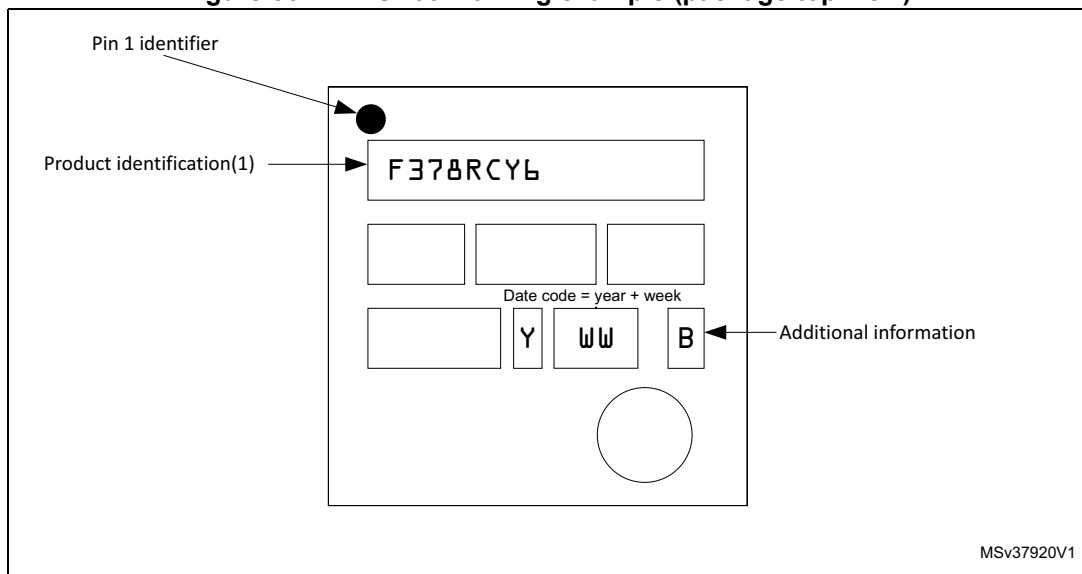 Pin 1 identifier
Product identification(1)
F378RCY6
Date code = year + week
Y WW B
Additional information
MSv37920V1